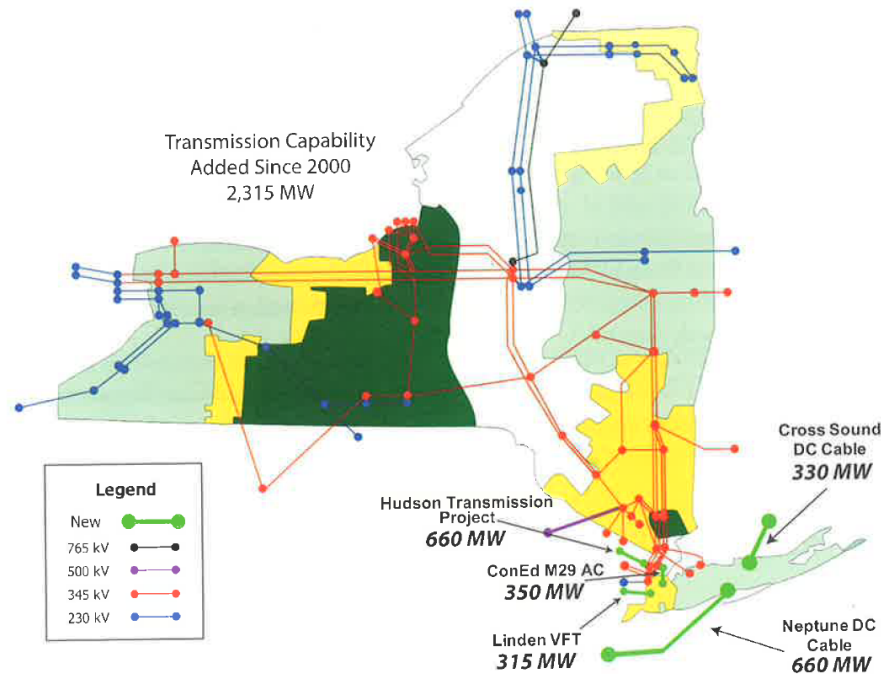 Transmission Capability
Added Since 2000
2,315 MW
Cross Sound
DC Cable
330 MW
Legend
New
765 kV
500 kV
345 kV
230 kV
Hudson Transmission
Project
660 MW
ConEd M29 AC
350 MW
Linden VFT
315 MW
Neptune DC
Cable
660 MW